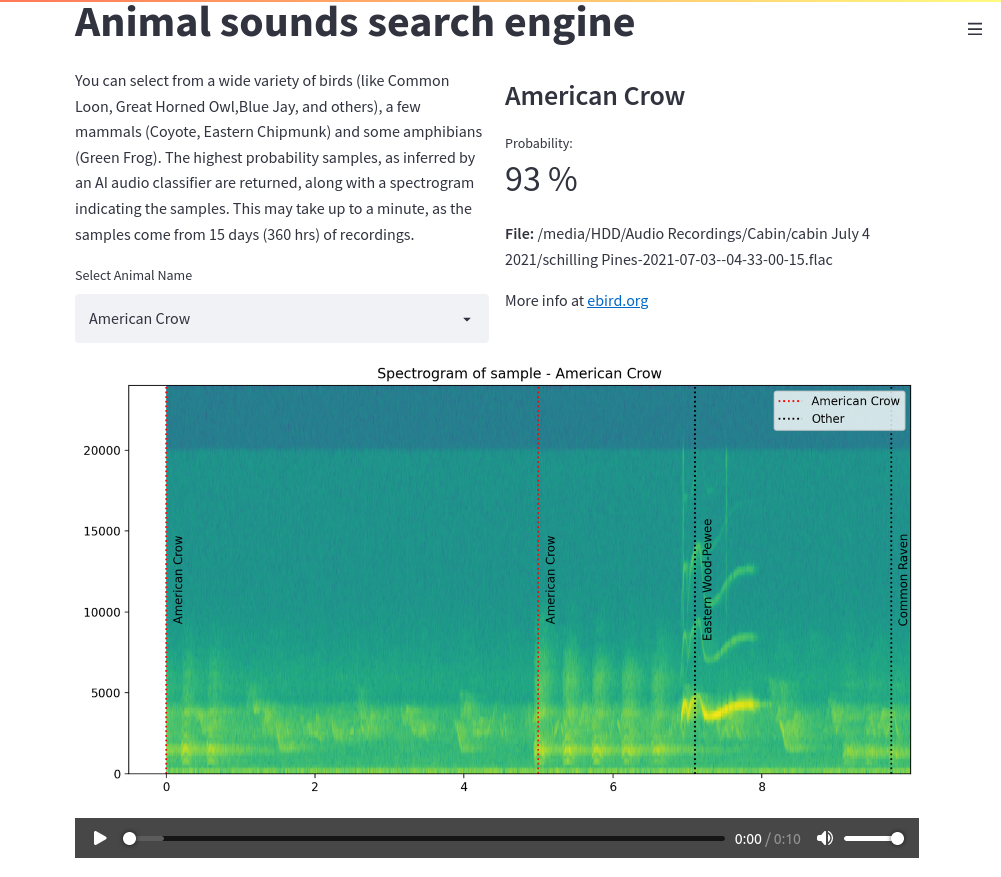 Animal sounds search engine
You can select from a wide variety of birds (like Common
Loon, Great Horned Owl,Blue Jay, and others), a few
mammals (Coyote, Eastern Chipmunk) and some amphibians
(Green Frog). The highest probability samples, as inferred by
an AI audio classifier are returned, along with a spectrogram
indicating the samples. This may take up to a minute, as the
samples come from 15 days (360 hrs) of recordings.
Select Animal Name
American Crow
American Crow
Probability:
93 %
File: /media/HDD/Audio Recordings/Cabin/cabin July 4
2021/schilling Pines-2021-07-03--04-33-00-15.flac
More info at ebird.org
Spectrogram of sample - American Crow
American Crow
Other
20000
15000
10000
5000
0
American Crow
American Crow
Eastern Wood-Pewee
Common Raven
0 2 4 6 8
0:00 / 0:10